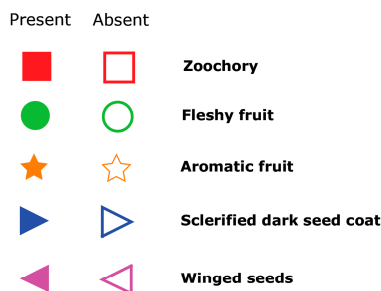 Present Absent
Zoochory
Fleshy fruit
Aromatic fruit
Sclerified dark seed coat
Winged seeds